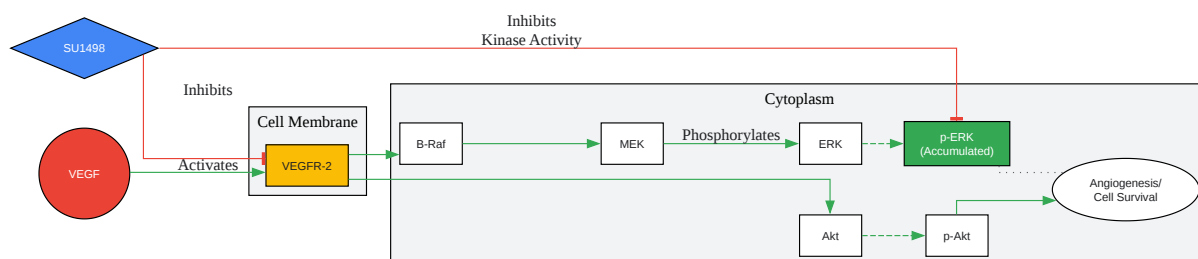 Inhibits
Kinase Activity
SU1498
Inhibits
Cytoplasm
Cell Membrane
B-Raf
MEK
Phosphorylates
ERK
p-ERK
(Accumulated)
VEGF
Activates
VEGFR-2
Angiogenesis/
Cell Survival
Akt
p-Akt